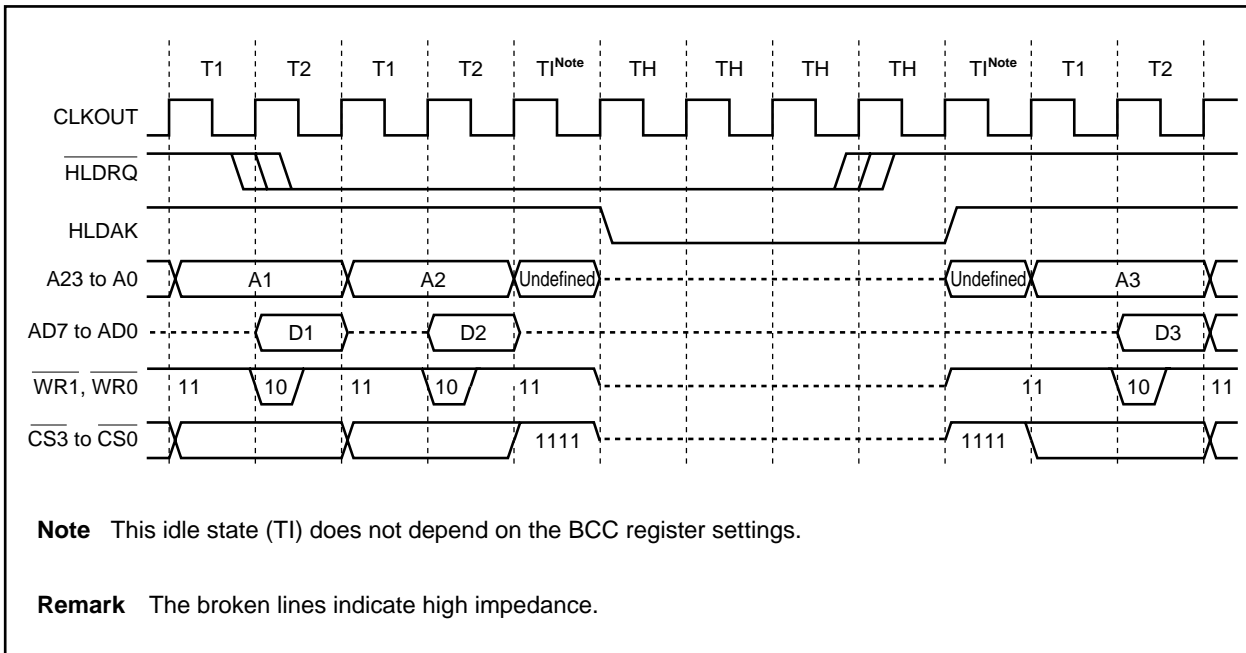 T1 T2 T1 T2 TINote TH TH TH TH TINote T1 T2
CLKOUT
HLDRQ
HLDAK
A23 to A0 A1 A2 Undefined Undefined A3
AD7 to AD0 D1 D2 D3
WR1, WR0 11 10 11 10 11 11 10 11
CS3 to CS0 1111 1111
Note This idle state (TI) does not depend on the BCC register settings.
Remark The broken lines indicate high impedance.